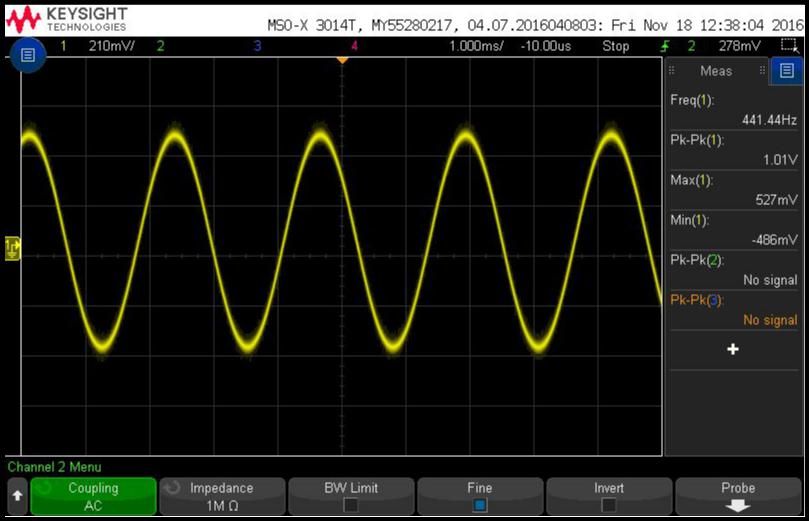 KEYSIGHT
TECHNOLOGIES
MSO-X 3014T, MY55280217, 04.07.2016040803: Fri Nov 18 12:38:04 2016
1 210mV/ 2 3 4 1.000ms/ -10.00us Stop 2 278mV
Meas
Freq(1):
441.44Hz
Pk-Pk(1):
1.01V
Max(1):
527mV
Min(1):
-486mV
Pk-Pk(2):
No signal
Pk-Pk(3):
No signal
+
1
Channel 2 Menu
Coupling Impedance BW Limit Fine Invert Probe
AC 1M Ω